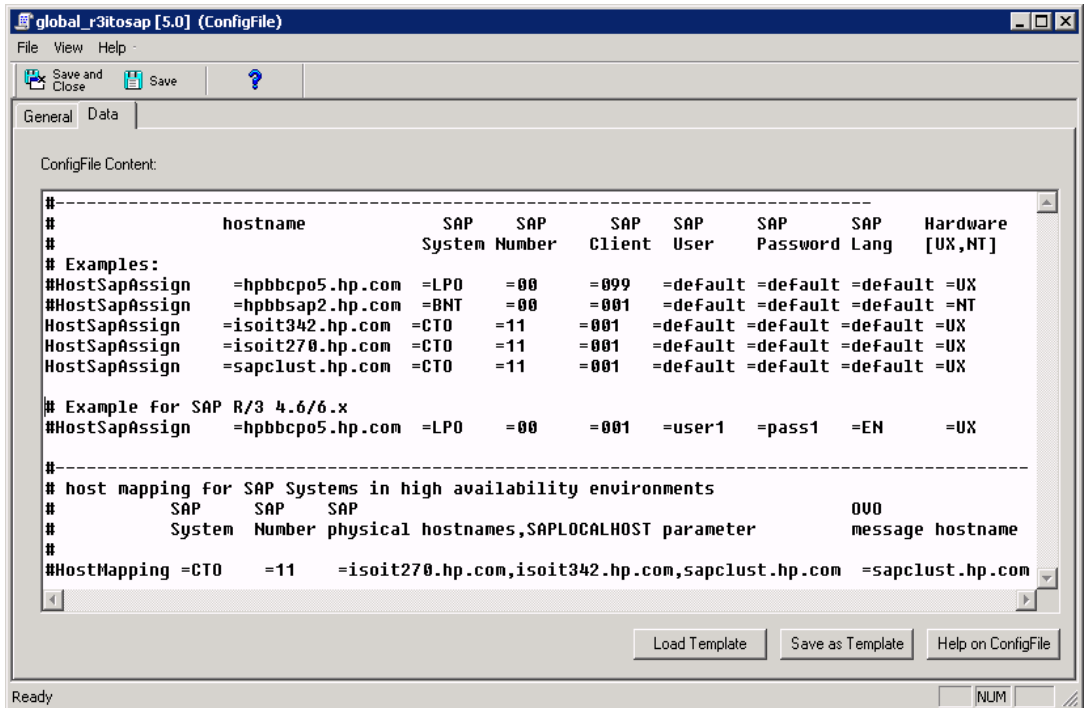 global_r3itosap [5.0] (ConfigFile)
File View Help
Save and Close Save ?
General Data
ConfigFile Content:
#------------------------------------------------------------------------------
# hostname SAP SAP SAP SAP SAP SAP Hardware
# System Number Client User Password Lang [UX,NT]
# Examples:
#HostSapAssign =hpbbcpo5.hp.com =LPO =00 =099 =default =default =default =UX
#HostSapAssign =hpbbsap2.hp.com =BNT =00 =001 =default =default =default =NT
HostSapAssign =isoit342.hp.com =CTO =11 =001 =default =default =default =UX
HostSapAssign =isoit270.hp.com =CTO =11 =001 =default =default =default =UX
HostSapAssign =sapclust.hp.com =CTO =11 =001 =default =default =default =UX
# Example for SAP R/3 4.6/6.x
#HostSapAssign =hpbbcpo5.hp.com =LPO =00 =001 =user1 =pass1 =EN =UX
#---------------------------------------------------------------------------------------------
# host mapping for SAP Systems in high availability environments
# SAP SAP SAP OVO
# System Number physical hostnames,SAPLOCALHOST parameter message hostname
#
#HostMapping =CTO =11 =isoit270.hp.com,isoit342.hp.com,sapclust.hp.com =sapclust.hp.com
Load Template Save as Template Help on ConfigFile
Ready NUM